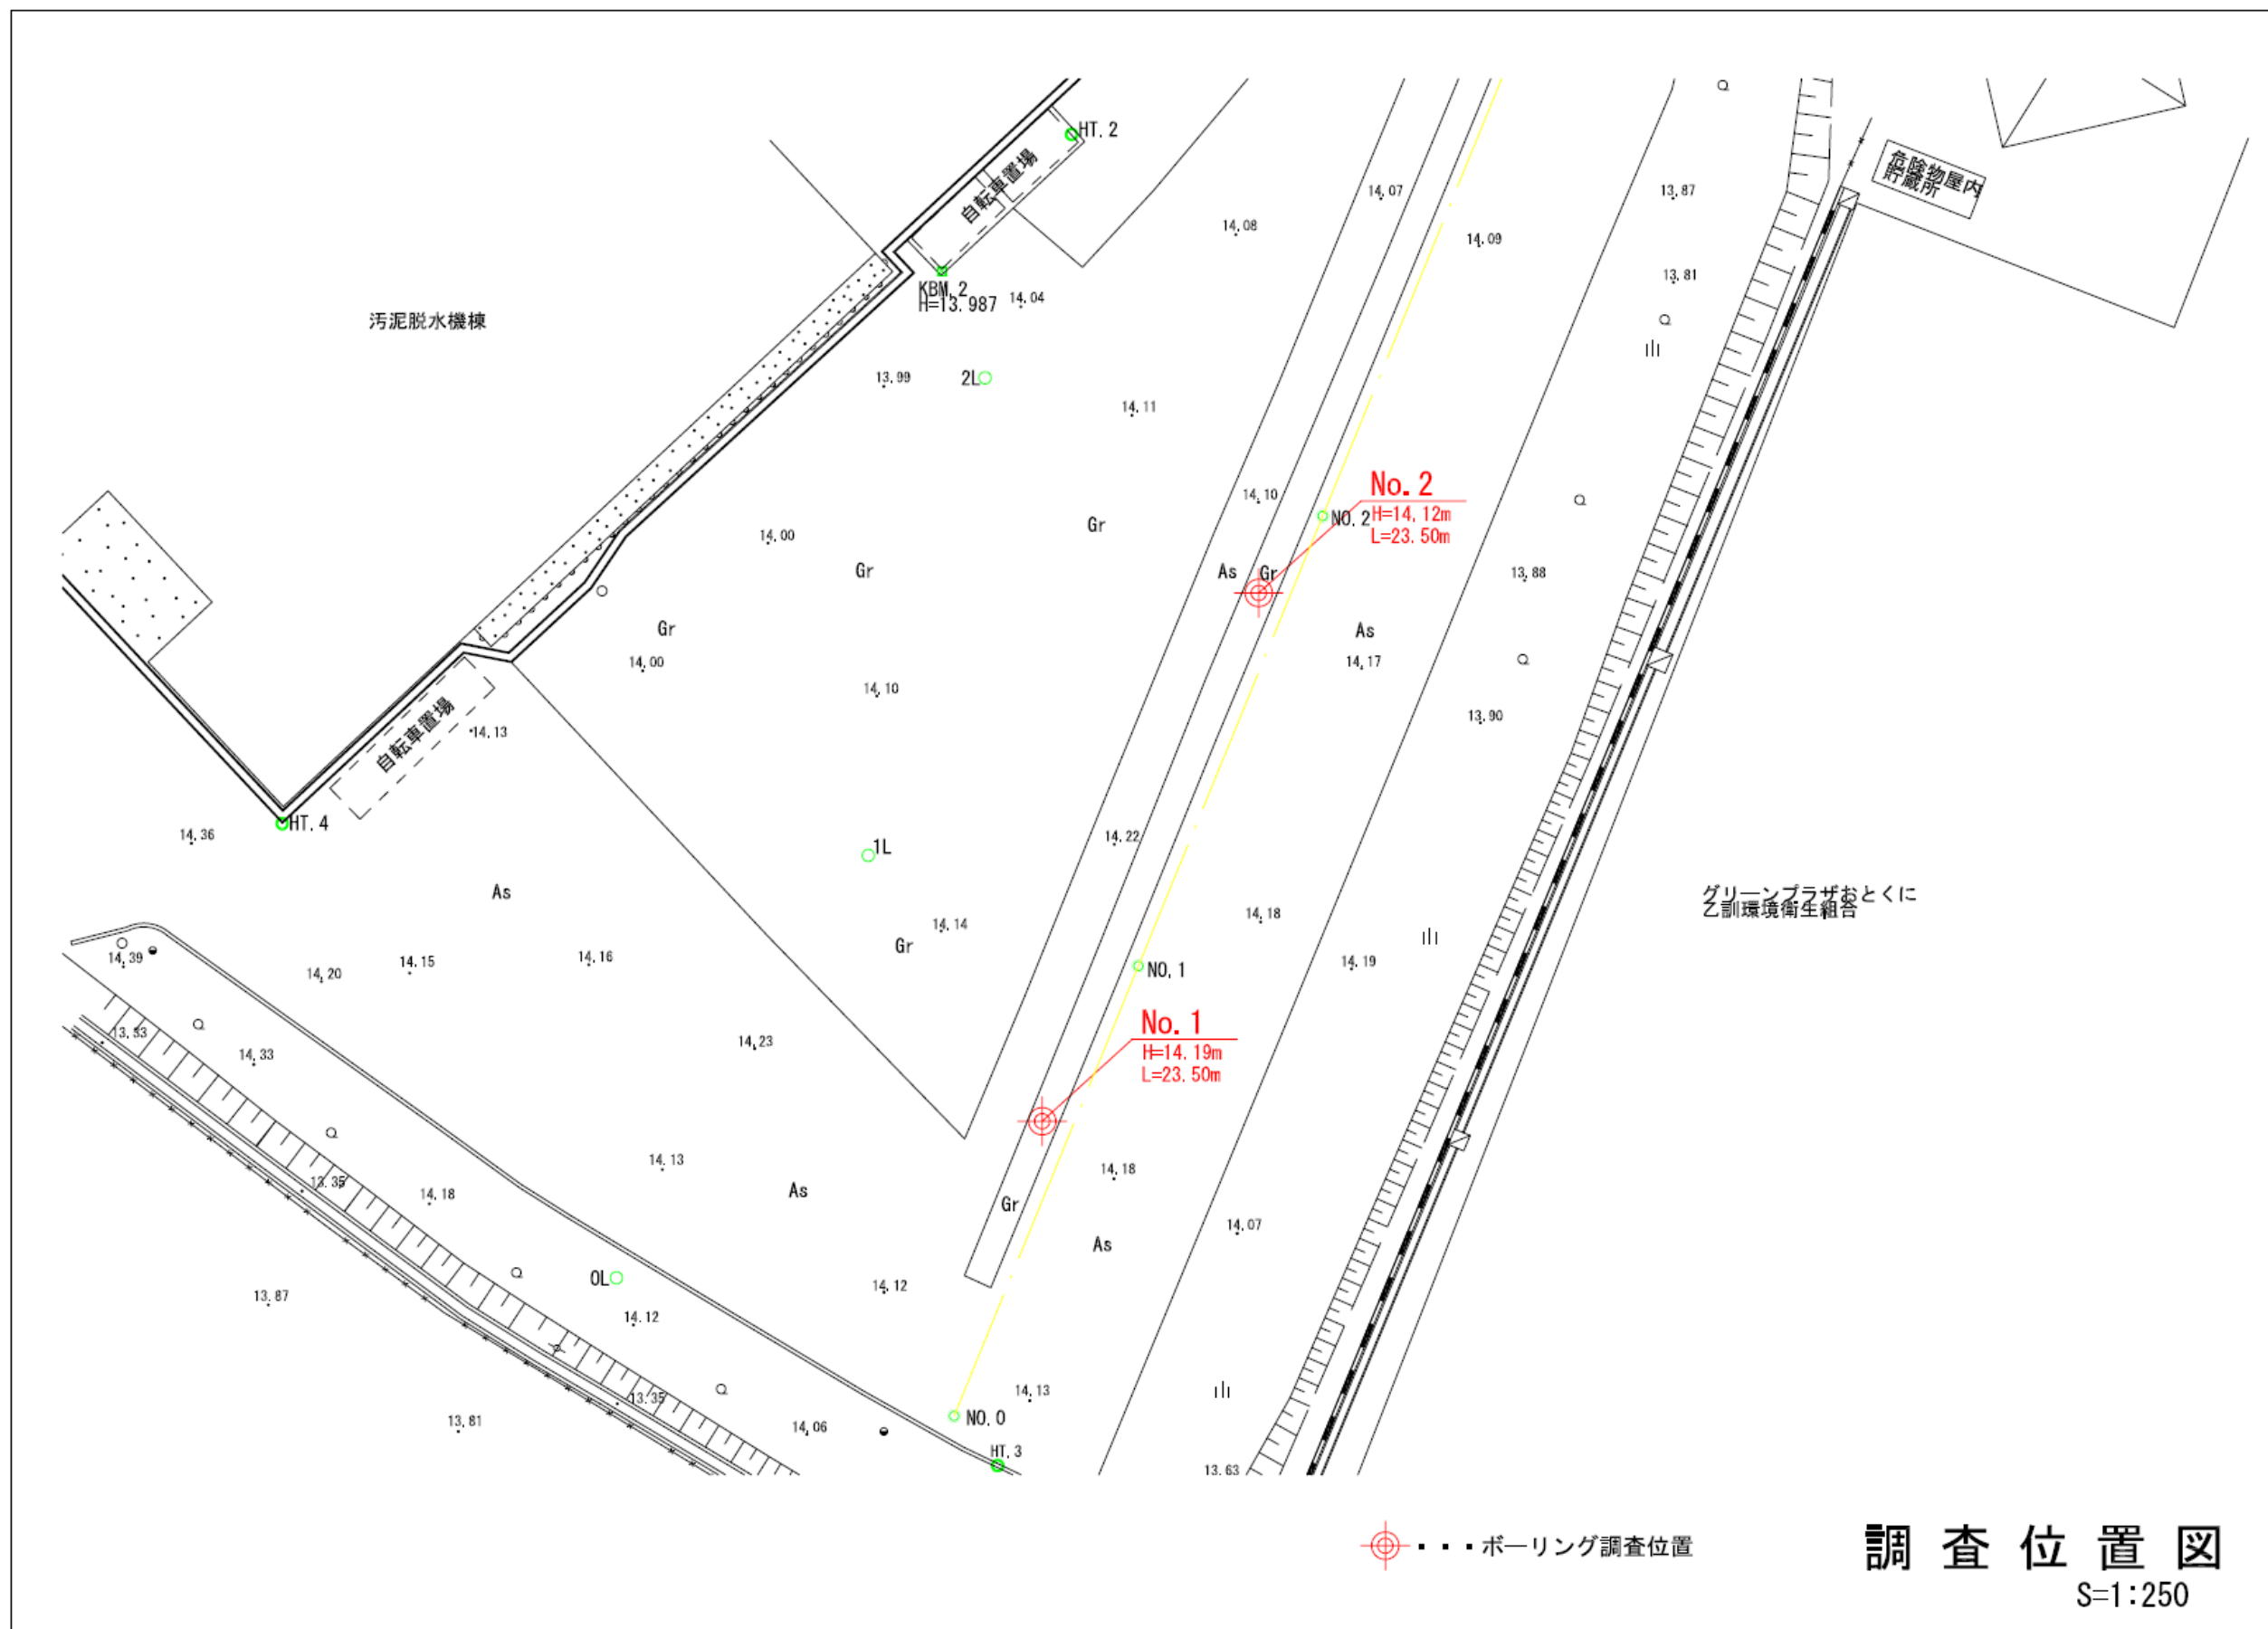 HT. 2
自転車置場
危険物屋内
貯蔵所
14.07
13.87
14.08
14.09
13.81
KBM. 2
H=13.987
14.04
汚泥脱水機棟
13.99
2L
14.11
No. 2
H=14.12m
L=23.50m
14.10
NO. 2
Gr
14.00
Gr
As
Gr
13.88
Gr
As
14.00
14.17
14.10
13.90
自転車置場
14.13
HT. 4
14.36
14.22
1L
As
グリーンプラザおとくに
乙訓環境衛生組合
14.18
14.14
Gr
14.39
14.20
14.15
14.16
NO. 1
14.19
No. 1
H=14.19m
L=23.50m
13.33
14.33
14.23
14.13
14.18
13.35
14.18
As
Gr
14.07
As
0L
14.12
13.87
14.12
13.35
14.13
13.81
14.06
NO. 0
HT. 3
13.63
・・・ボーリング調査位置
調査位置図
S=1:250